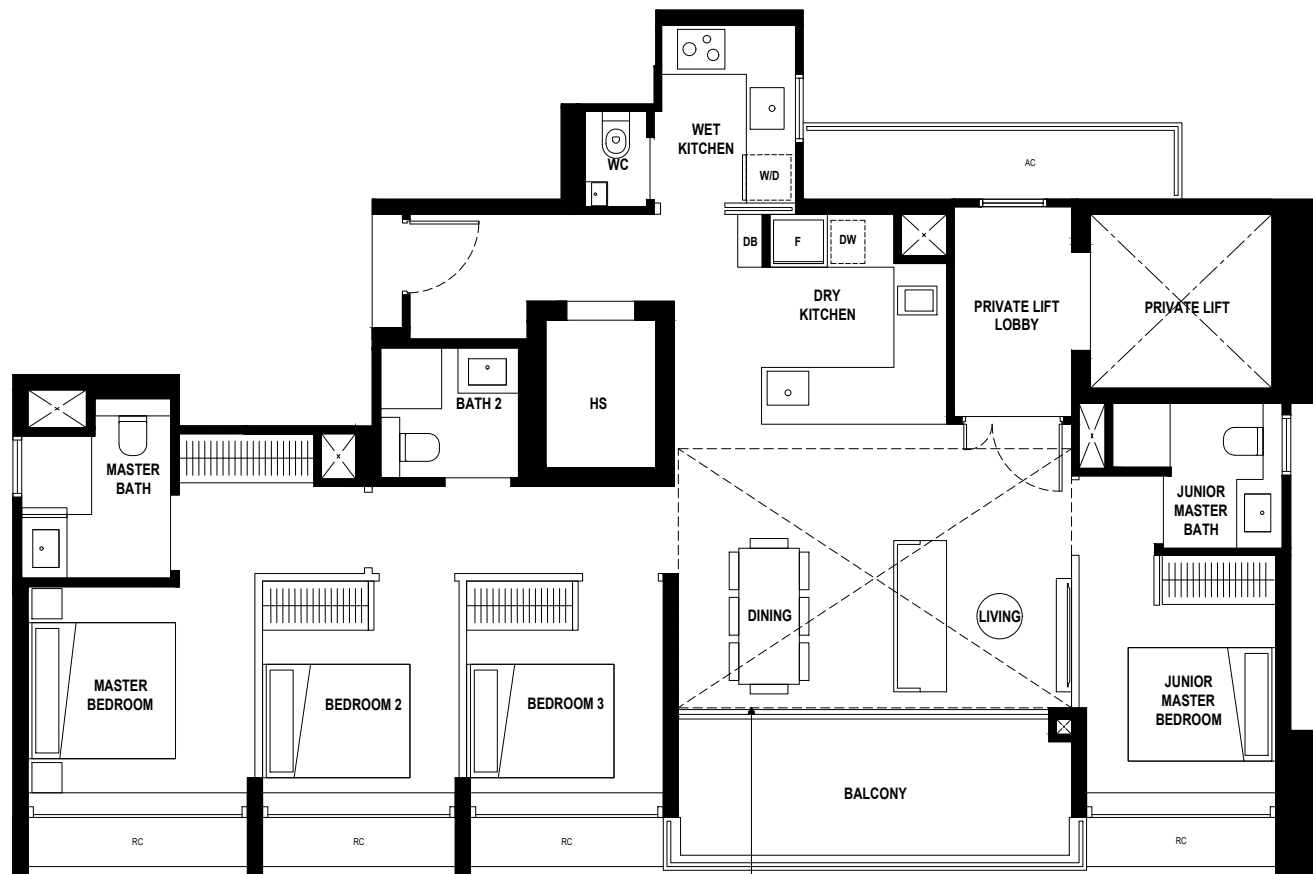 WET
KITCHEN
WC
W/D
AC
DB
F
DW
DRY
KITCHEN
PRIVATE LIFT
LOBBY
PRIVATE LIFT
BATH 2
HS
MASTER
BATH
JUNIOR
MASTER
BATH
DINING
LIVING
MASTER
BEDROOM
BEDROOM 2
BEDROOM 3
JUNIOR
MASTER
BEDROOM
BALCONY
RC
RC
RC
RC